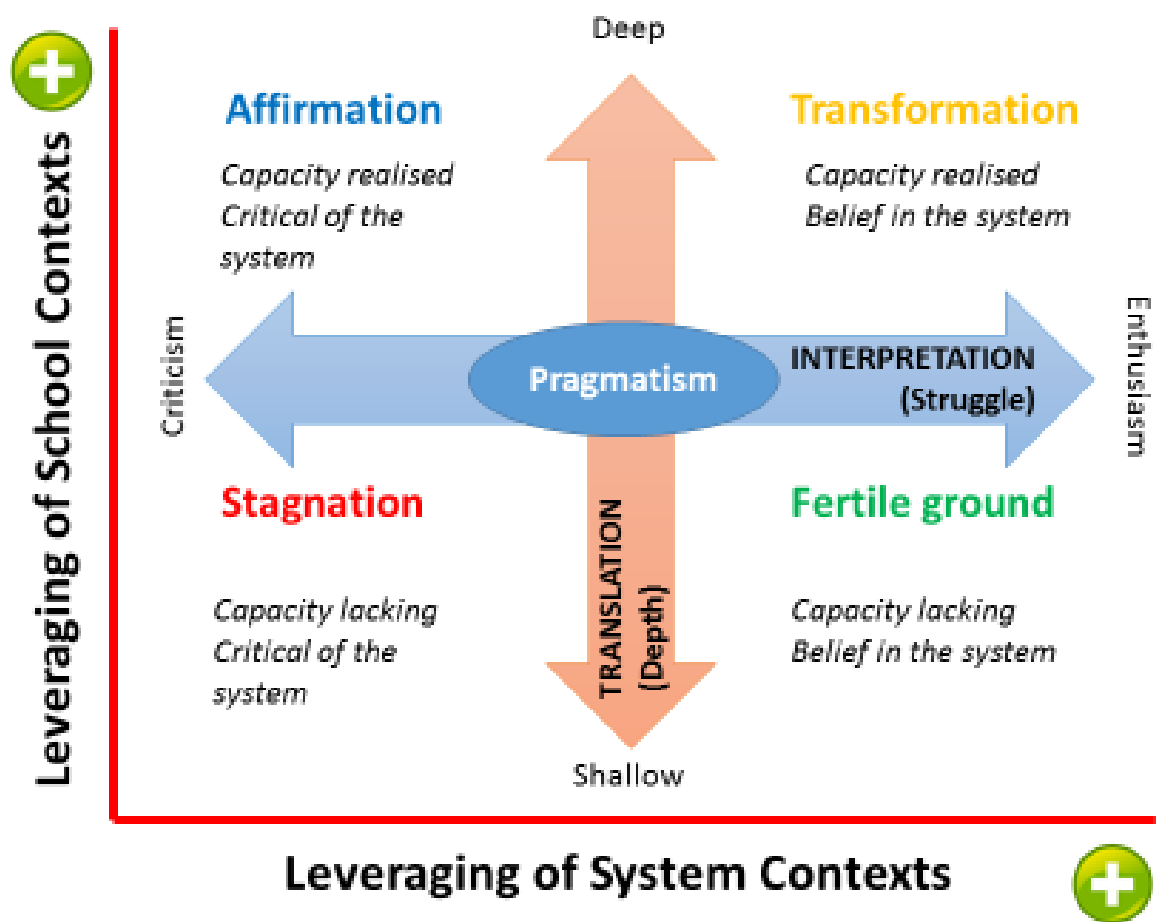 Deep
Affirmation
Capacity realised
Critical of the
system
Transformation
Capacity realised
Belief in the system
Leveraging of School Contexts
Criticism
Pragmatism
INTERPRETATION
(Struggle)
Enthusiasm
Stagnation
Capacity lacking
Critical of the
system
TRANSLATION
(Depth)
Fertile ground
Capacity lacking
Belief in the system
Shallow
Leveraging of System Contexts